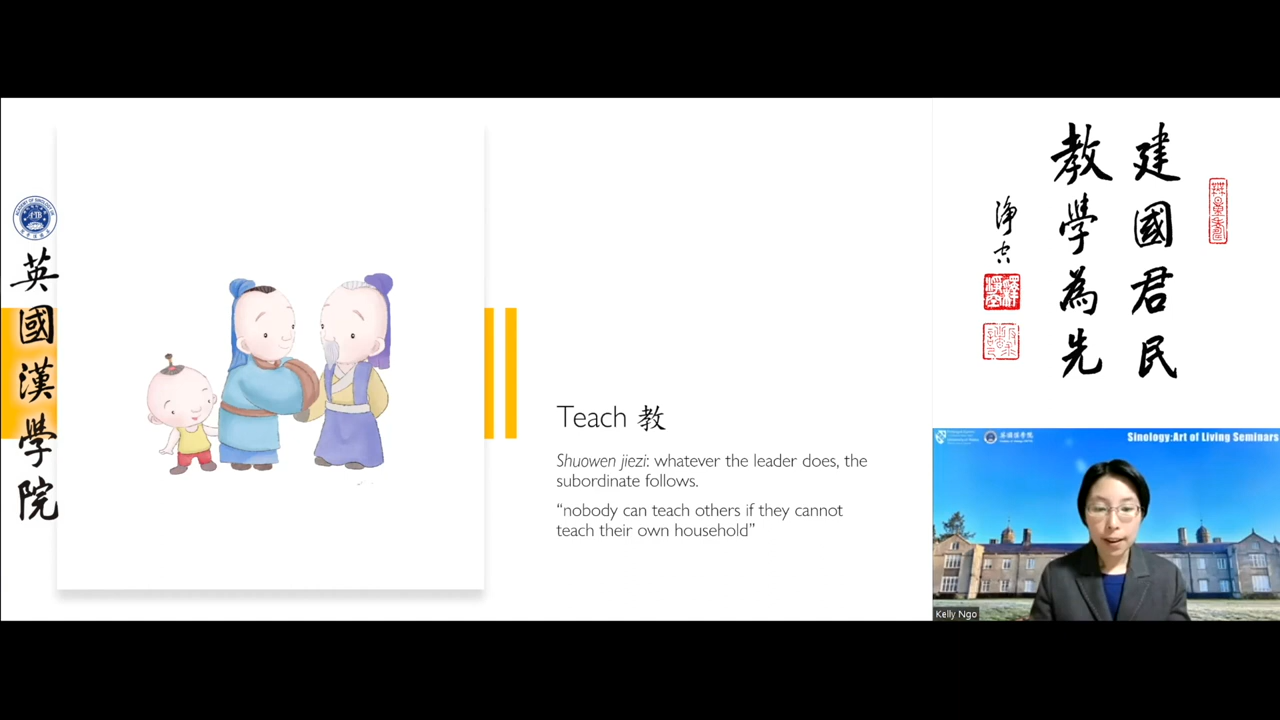 英國漢學院
Teach 教
Shuowen jiezi: whatever the leader does, the
subordinate follows.
“nobody can teach others if they cannot
teach their own household”
建國君民
教學為先
淨空
Sinology:Art of Living Seminars
Kelly Ngo